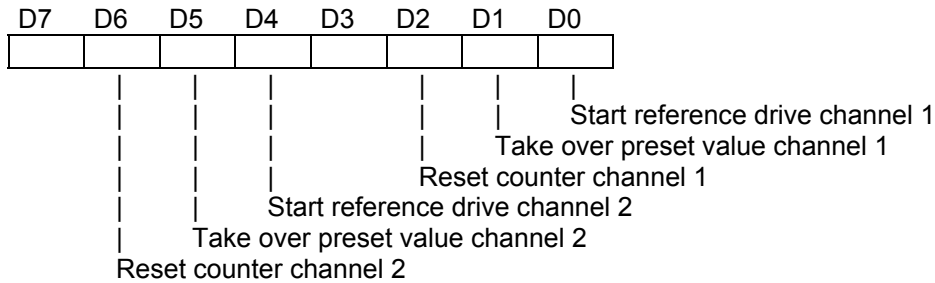 D7 D6 D5 D4 D3 D2 D1 D0
Start reference drive channel 1
Take over preset value channel 1
Reset counter channel 1
Start reference drive channel 2
Take over preset value channel 2
Reset counter channel 2